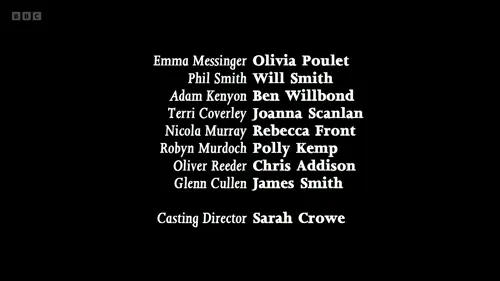 BBC
Emma Messinger Olivia Poulet
Phil Smith Will Smith
Adam Kenyon Ben Willbond
Terri Coverley Joanna Scanlan
Nicola Murray Rebecca Front
Robyn Murdoch Polly Kemp
Oliver Reeder Chris Addison
Glenn Cullen James Smith
Casting Director Sarah Crowe